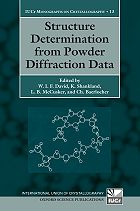 IUCR MONOGRAPHS ON CRYSTALLOGRAPHY • 13
Structure
Determination
from Powder
Diffraction Data
Edited by
W. I. F. David, K. Shankland,
L. B. McCusker, and Ch. Baerlocher
INTERNATIONAL UNION OF CRYSTALLOGRAPHY
OXFORD SCIENCE PUBLICATIONS